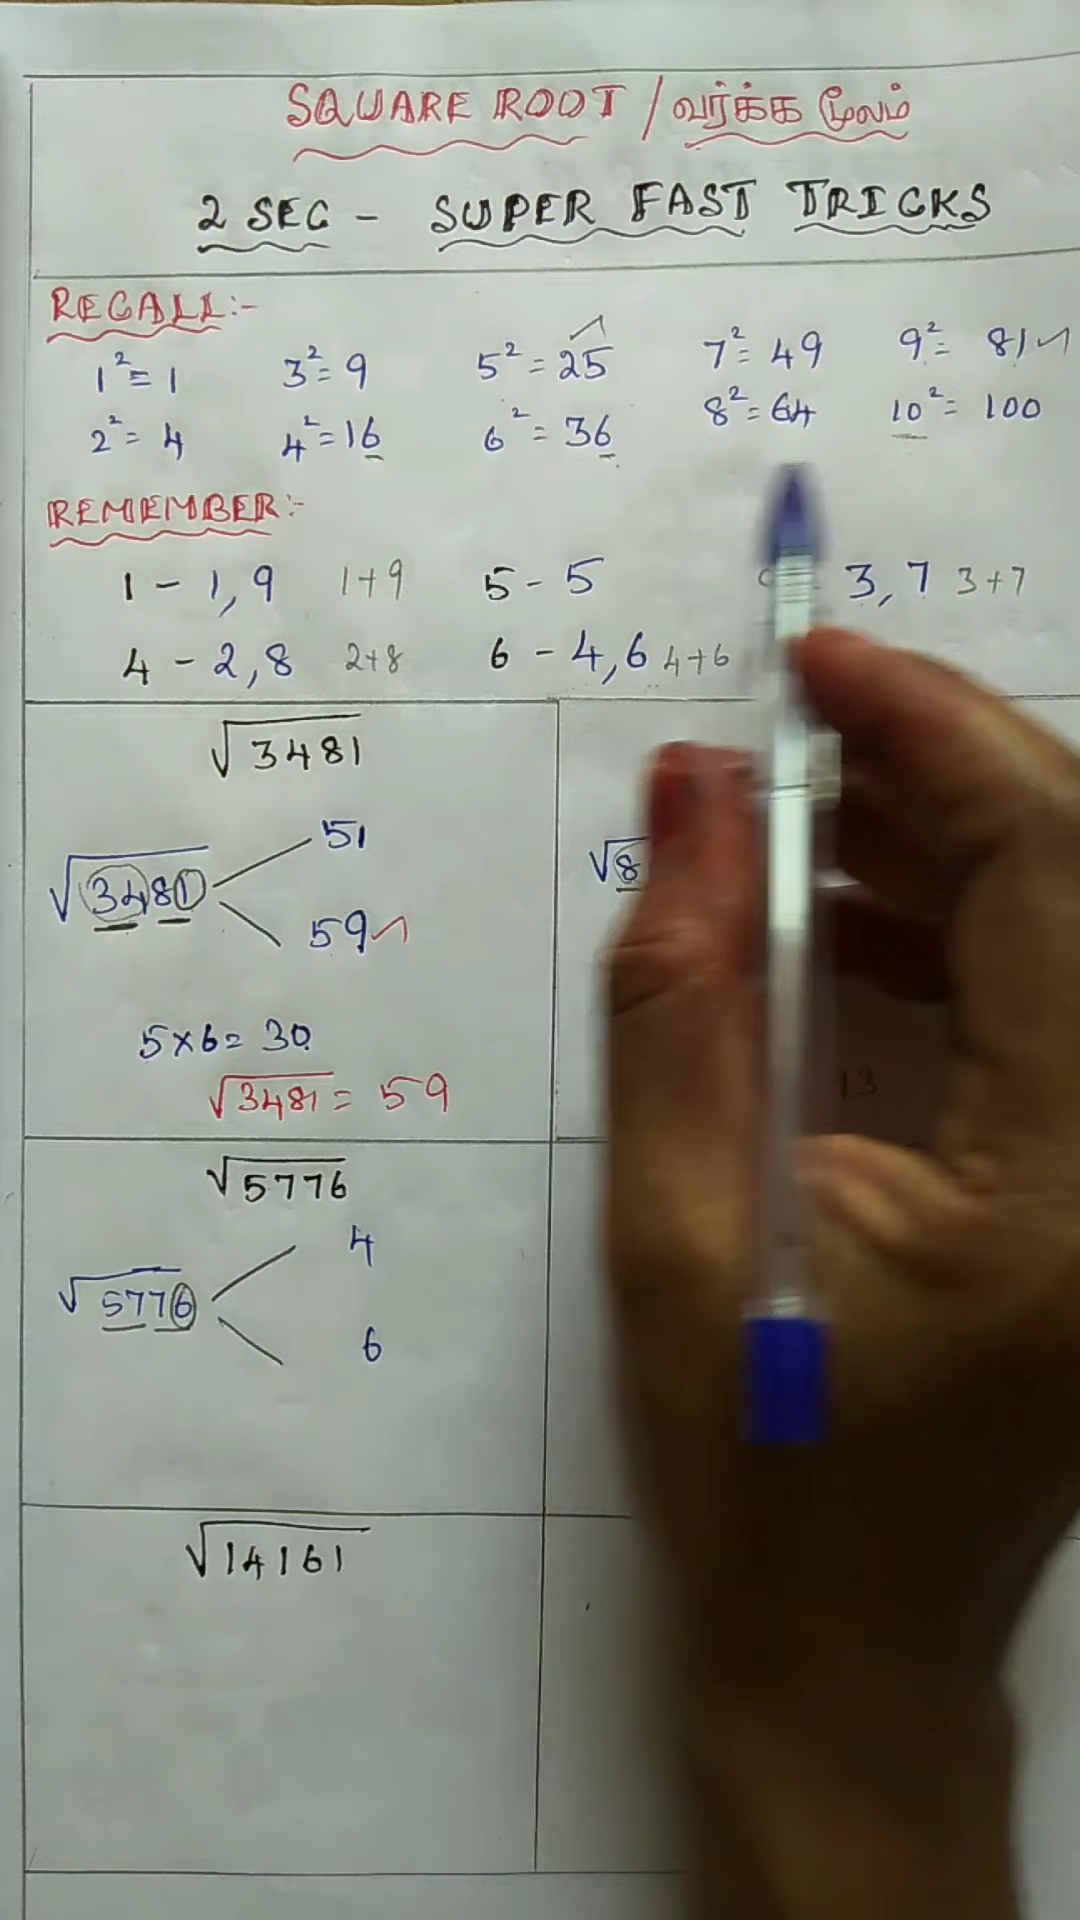 SQUARE ROOT / வர்க்க மூலம்
2 SEC - SUPER FAST TRICKS
RECALL:-
1² = 1 3² = 9 5² = 25 7² = 49 9² = 81
2² = 4 4² = 16 6² = 36 8² = 64 10² = 100
REMEMBER:-
1 - 1, 9 1+9 5 - 5 3, 7 3+7
4 - 2, 8 2+8 6 - 4, 6 4+6
√3481
51
√3481 √8
59
5×6= 30
√3481 = 59 13
√5776
4
√5776
6
√14161